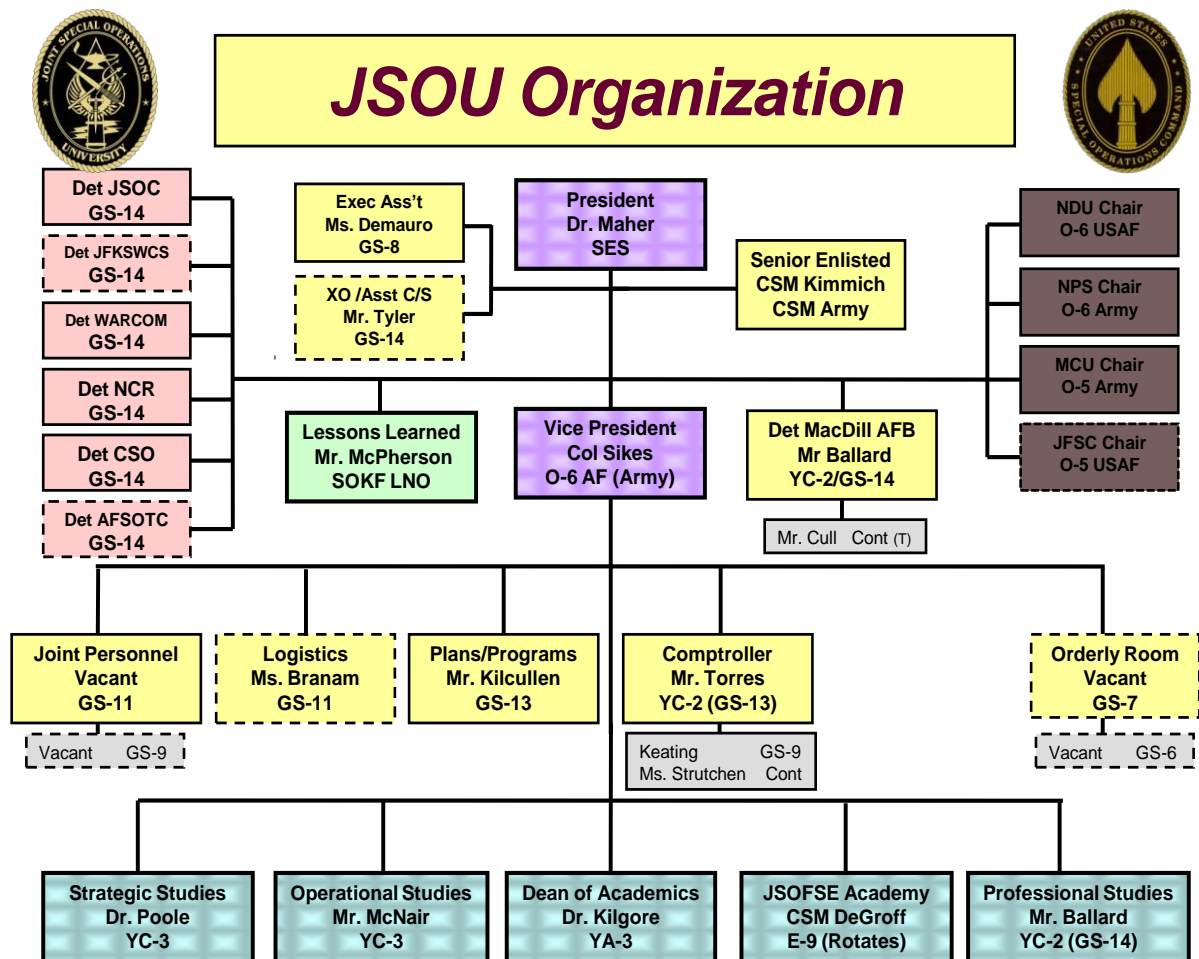 JOINT SPECIAL OPERATIONS
UNIVERSITY
JSOU Organization
UNITED STATES
SPECIAL OPERATIONS COMMAND
Det JSOC
GS-14
Det JFKSWCS
GS-14
Det WARCOM
GS-14
Det NCR
GS-14
Det CSO
GS-14
Det AFSOTC
GS-14
Exec Ass't
Ms. Demauro
GS-8
XO /Asst C/S
Mr. Tyler
GS-14
President
Dr. Maher
SES
Senior Enlisted
CSM Kimmich
CSM Army
NDU Chair
O-6 USAF
NPS Chair
O-6 Army
MCU Chair
O-5 Army
JFSC Chair
O-5 USAF
Lessons Learned
Mr. McPherson
SOKF LNO
Vice President
Col Sikes
O-6 AF (Army)
Det MacDill AFB
Mr Ballard
YC-2/GS-14
Mr. Cull Cont (T)
Joint Personnel
Vacant
GS-11
Vacant GS-9
Logistics
Ms. Branam
GS-11
Plans/Programs
Mr. Kilcullen
GS-13
Comptroller
Mr. Torres
YC-2 (GS-13)
Keating GS-9
Ms. Strutchen Cont
Orderly Room
Vacant
GS-7
Vacant GS-6
Strategic Studies
Dr. Poole
YC-3
Operational Studies
Mr. McNair
YC-3
Dean of Academics
Dr. Kilgore
YA-3
JSOFSE Academy
CSM DeGroff
E-9 (Rotates)
Professional Studies
Mr. Ballard
YC-2 (GS-14)